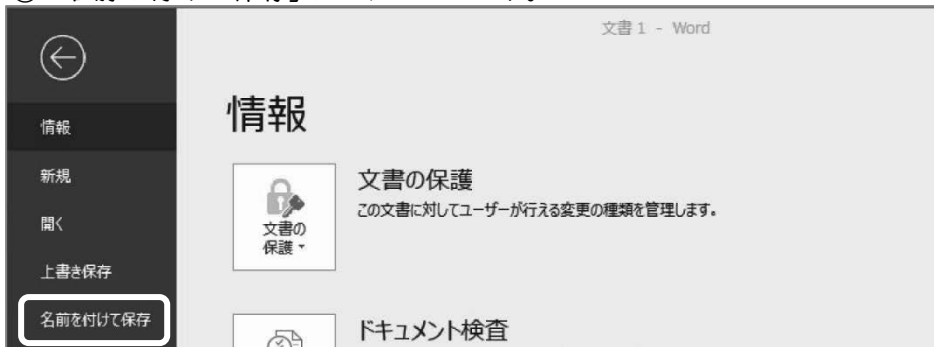 文書 1 - Word
情報
情報
新規
開く
上書き保存
名前を付けて保存
文書の
保護
文書の保護
この文書に対してユーザーが行える変更の種類を管理します。
ドキュメント検査